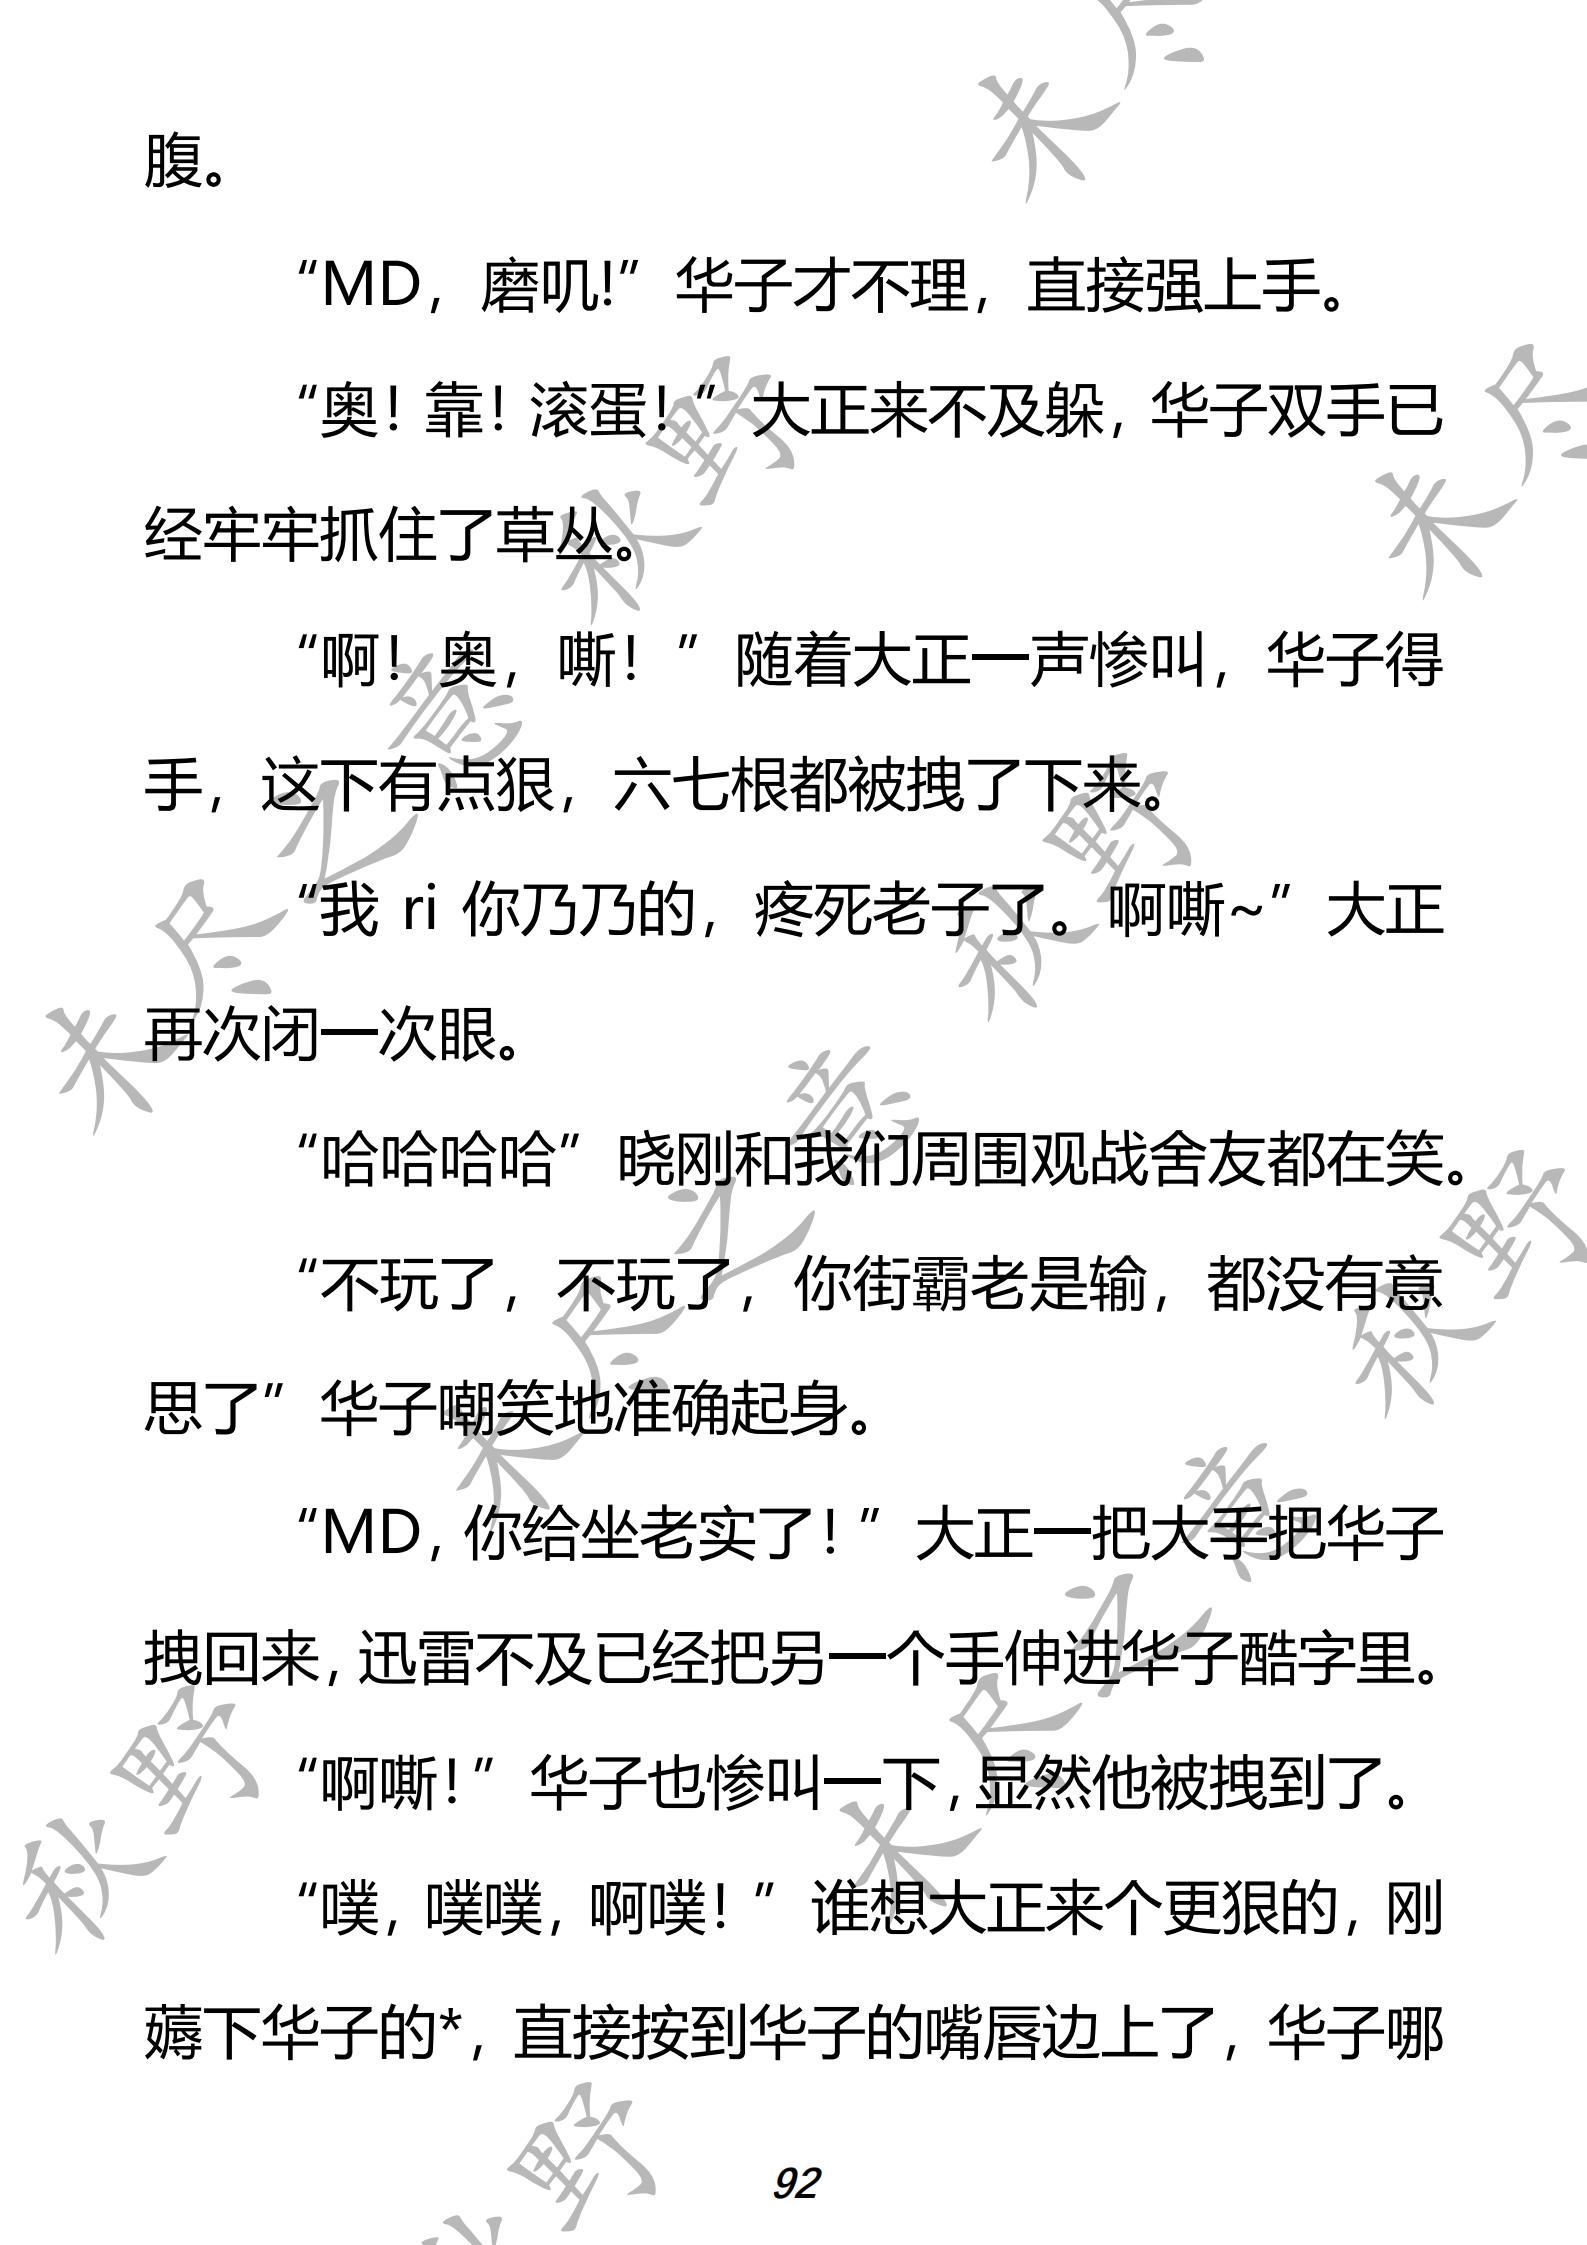 腹。
“MD，磨叽!”华子才不理，直接强上手。
“奥！靠！滚蛋！”大正来不及躲，华子双手已
经牢牢抓住了草丛。
“啊！奥，嘶！”随着大正一声惨叫，华子得
手，这下有点狠，六七根都被拽了下来。
“我 ri 你乃乃的，疼死老子了。啊嘶~”大正
再次闭一次眼。
“哈哈哈哈”晓刚和我们周围观战舍友都在笑。
“不玩了，不玩了，你街霸老是输，都没有意
思了”华子嘲笑地准确起身。
“MD，你给坐老实了！”大正一把大手把华子
拽回来，迅雷不及已经把另一个手伸进华子酷字里。
“啊嘶！”华子也惨叫一下，显然他被拽到了。
“噗，噗噗，啊噗！”谁想大正来个更狠的，刚
薅下华子的*，直接按到华子的嘴唇边上了，华子哪
92
未尽
秋野
未尽
未尽之意
秋野
未尽之意
秋野
未尽之意
秋野
秋野